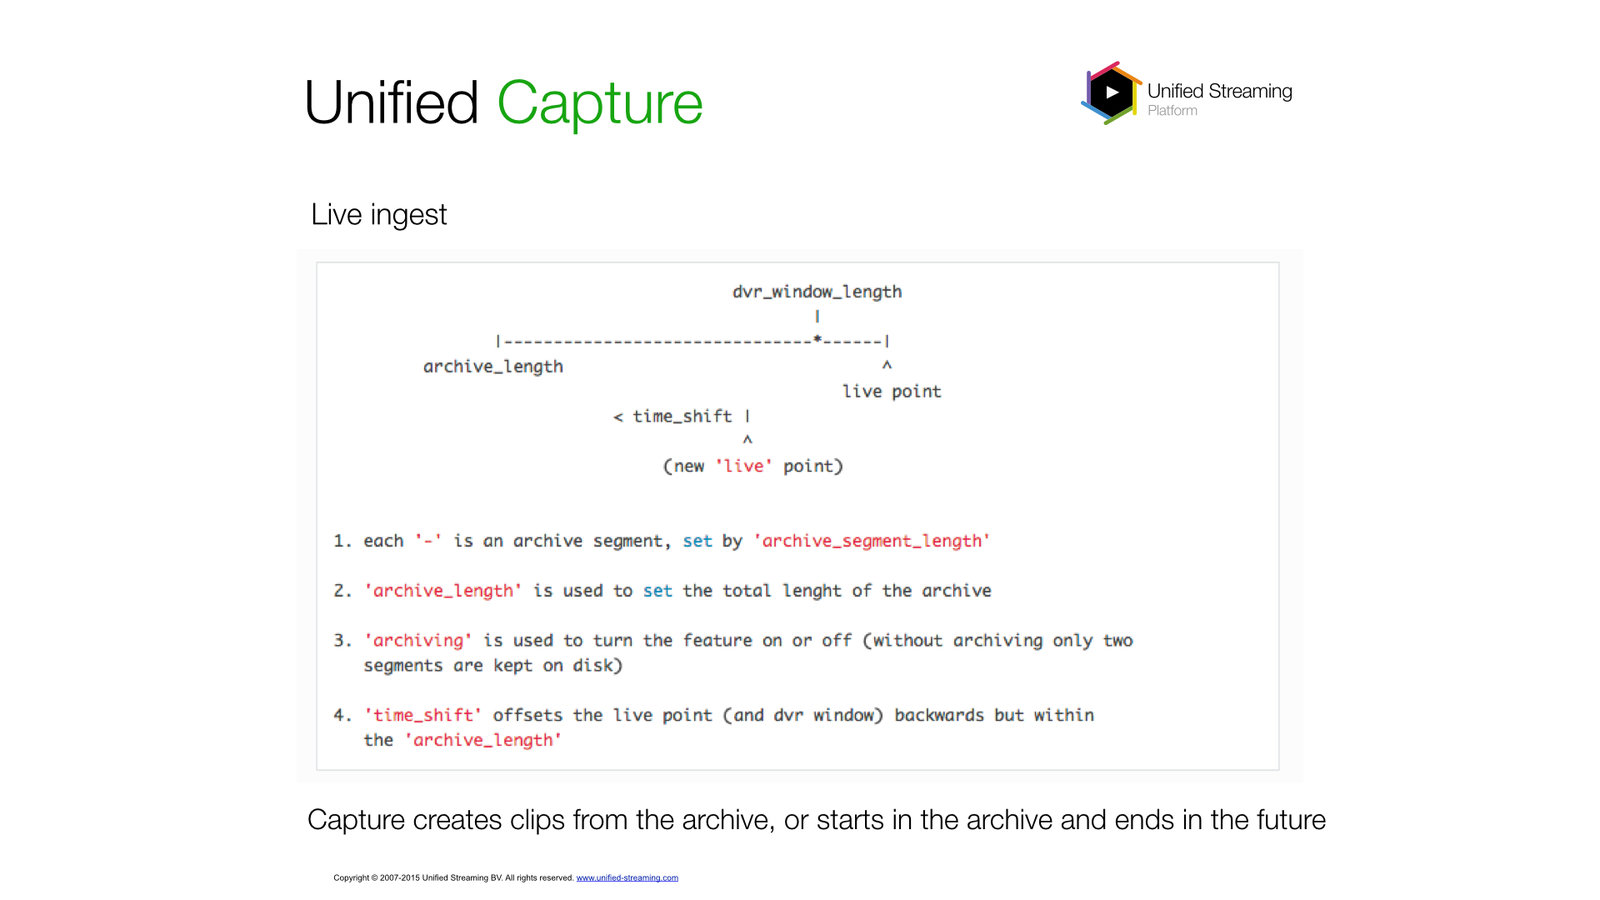 Unified Capture
Unified Streaming
Platform
Live ingest
dvr_window_length
|
|-------------------------------*------|
archive_length ^
live point
< time_shift |
^
(new 'live' point)
1. each '-' is an archive segment, set by 'archive_segment_length'
2. 'archive_length' is used to set the total lenght of the archive
3. 'archiving' is used to turn the feature on or off (without archiving only two
segments are kept on disk)
4. 'time_shift' offsets the live point (and dvr window) backwards but within
the 'archive_length'
Capture creates clips from the archive, or starts in the archive and ends in the future
Copyright © 2007-2015 Unified Streaming BV. All rights reserved. www.unified-streaming.com